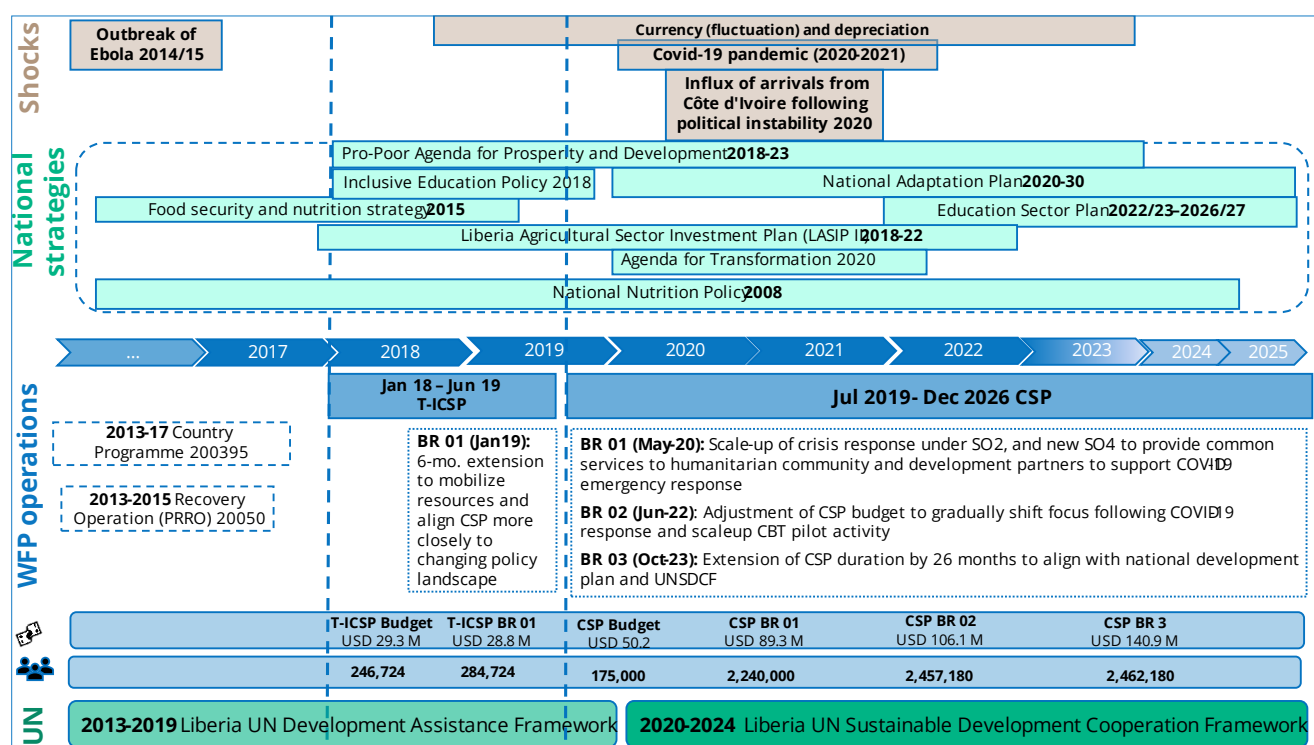 Shocks
Outbreak of
Ebola 2014/15
Currency (fluctuation) and depreciation
Covid-19 pandemic (2020-2021)
Influx of arrivals from
Côte d'Ivoire following
political instability 2020
National
strategies
Pro-Poor Agenda for Prosperity and Development 2018-23
Inclusive Education Policy 2018
National Adaptation Plan 2020-30
Food security and nutrition strategy 2015
Education Sector Plan 2022/23–2026/27
Liberia Agricultural Sector Investment Plan (LASIP II) 2018-22
Agenda for Transformation 2020
National Nutrition Policy 2008
... 2017 2018 2019 2020 2021 2022 2023 2024 2025
WFP operations
Jan 18 – Jun 19
T-ICSP
Jul 2019- Dec 2026 CSP
2013-17 Country
Programme 200395
2013-2015 Recovery
Operation (PRRO) 20050
BR 01 (Jan19):
6-mo. extension
to mobilize
resources and
align CSP more
closely to
changing policy
landscape
BR 01 (May-20): Scale-up of crisis response under SO2, and new SO4 to provide common
services to humanitarian community and development partners to support COVID-19
emergency response
BR 02 (Jun-22): Adjustment of CSP budget to gradually shift focus following COVID-19
response and scaleup CBT pilot activity
BR 03 (Oct-23): Extension of CSP duration by 26 months to align with national development
plan and UNSDCF
T-ICSP Budget
USD 29.3 M
T-ICSP BR 01
USD 28.8 M
CSP Budget
USD 50.2
CSP BR 01
USD 89.3 M
CSP BR 02
USD 106.1 M
CSP BR 3
USD 140.9 M
246,724
284,724
175,000
2,240,000
2,457,180
2,462,180
UN
2013-2019 Liberia UN Development Assistance Framework
2020-2024 Liberia UN Sustainable Development Cooperation Framework